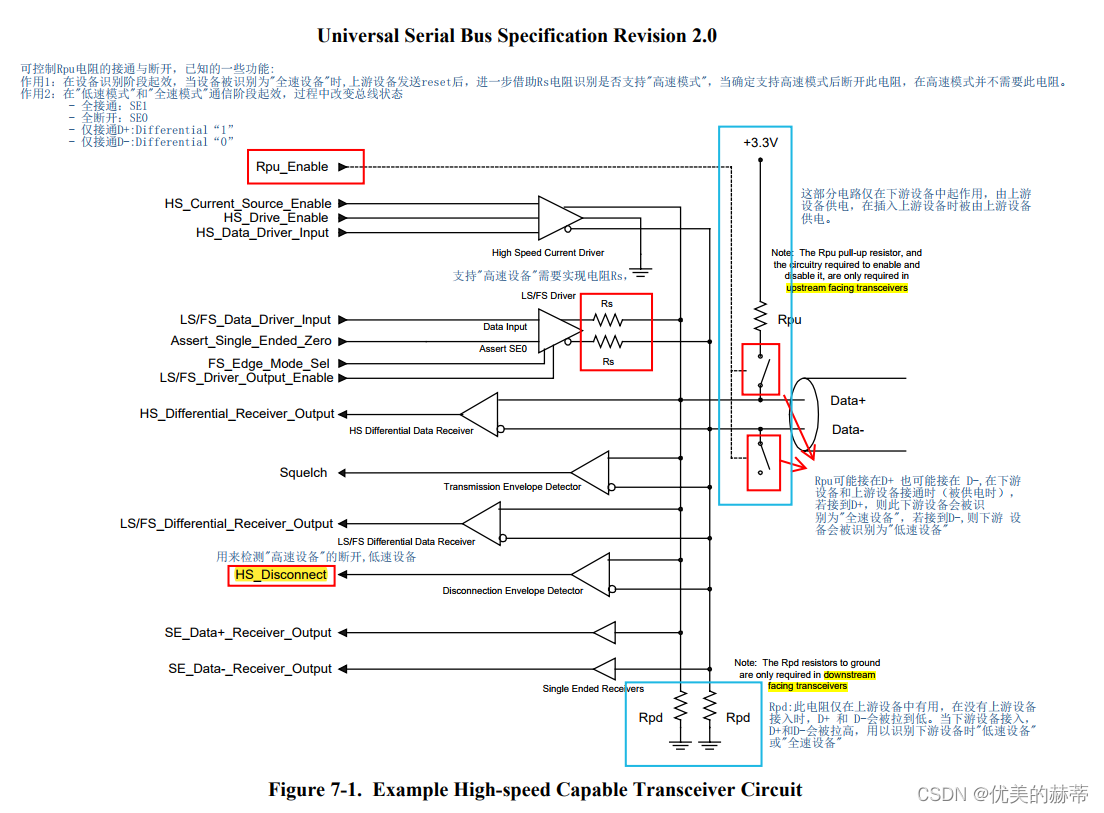 Universal Serial Bus Specification Revision 2.0
可控制Rpu电阻的接通与断开，已知的一些功能：
作用1：在设备识别阶段起效，当设备被识别为"全速设备"时,上游设备发送reset后，进一步借助Rs电阻识别是否支持"高速模式"，当确定支持高速模式后断开此电阻，在高速模式并不需要此电阻。
作用2：在"低速模式"和"全速模式"通信阶段起效，过程中改变总线状态
- 全接通：SE1
- 全断开：SE0
- 仅接通D+:Differential “1”
- 仅接通D-:Differential “0”
+3.3V
Rpu_Enable
HS_Current_Source_Enable
HS_Drive_Enable
HS_Data_Driver_Input
High Speed Current Driver
这部分电路仅在下游设备中起作用，由上游
设备供电，在插入上游设备时被由上游设备
供电。
Note: The Rpu pull-up resistor, and
the circuitry required to enable and
disable it, are only required in
upstream facing transceivers
支持"高速设备"需要实现电阻Rs，
LS/FS Driver
Rs
Rpu
LS/FS_Data_Driver_Input
Data Input
Assert_Single_Ended_Zero
Assert SE0
Rs
FS_Edge_Mode_Sel
LS/FS_Driver_Output_Enable
Data+
HS_Differential_Receiver_Output
HS Differential Data Receiver
Data-
Squelch
Transmission Envelope Detector
Rpu可能接在D+ 也可能接在 D-,在下游
设备和上游设备接通时（被供电时），
若接到D+，则此下游设备会被识
别为"全速设备"，若接到D-,则下游 设
备会被识别为"低速设备"
LS/FS_Differential_Receiver_Output
LS/FS Differential Data Receiver
用来检测"高速设备"的断开,低速设备
HS_Disconnect
Disconnection Envelope Detector
SE_Data+_Receiver_Output
SE_Data-_Receiver_Output
Single Ended Receivers
Note: The Rpd resistors to ground
are only required in downstream
facing transceivers
Rpd
Rpd
Rpd:此电阻仅在上游设备中有用，在没有上游设备
接入时，D+ 和 D-会被拉到低。当下游设备接入，
D+和D-会被拉高，用以识别下游设备时"低速设备"
或"全速设备"
Figure 7-1. Example High-speed Capable Transceiver Circuit
CSDN @优美的赫蒂